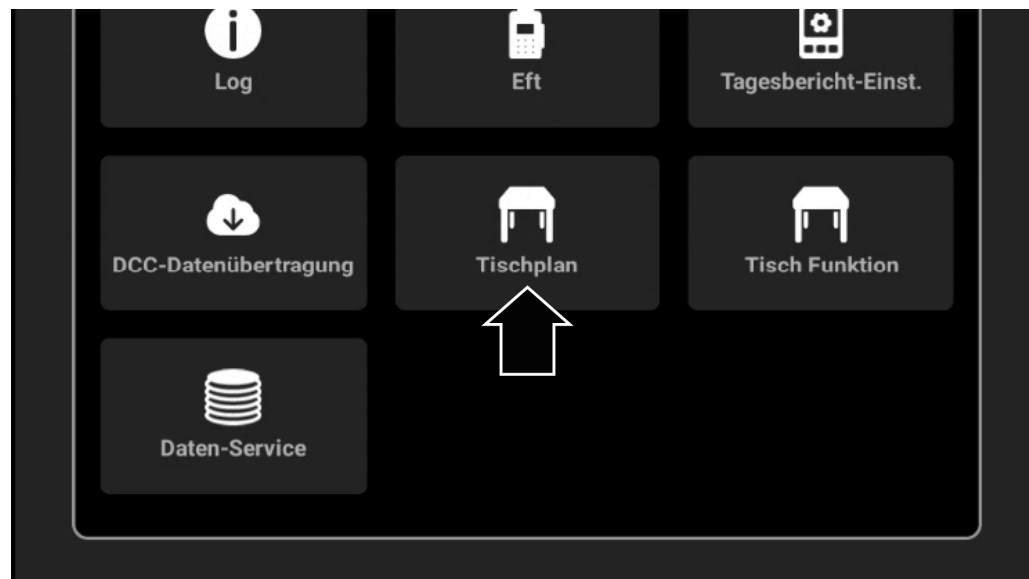 Log
Eft
Tagesbericht-Einst.
DCC-Datenübertragung
Tischplan
Tisch Funktion
Daten-Service